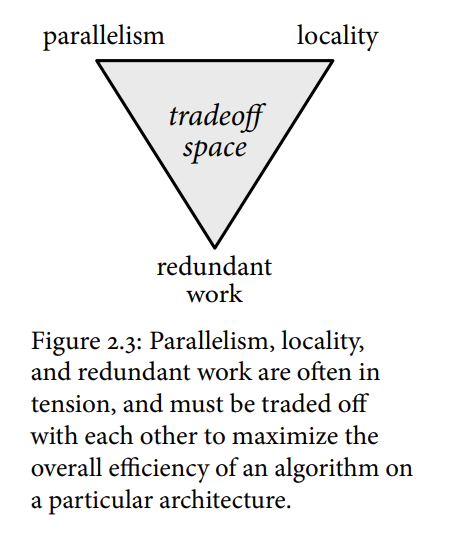 parallelism locality
tradeoff
space
redundant
work
Figure 2.3: Parallelism, locality,
and redundant work are often in
tension, and must be traded off
with each other to maximize the
overall efficiency of an algorithm on
a particular architecture.